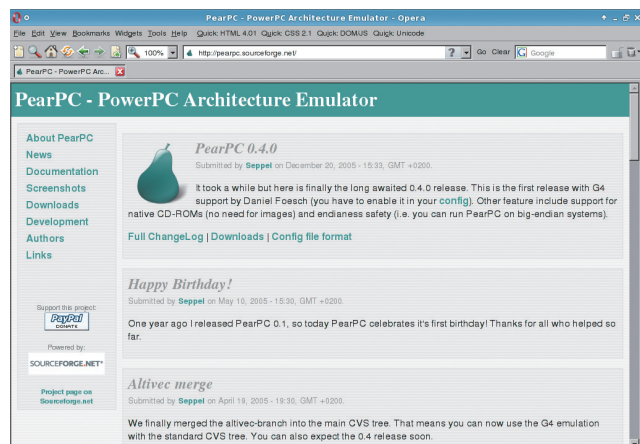 PearPC - PowerPC Architecture Emulator - Opera
File Edit View Bookmarks Widgets Tools Help Quick: HTML 4.01 Quick: CSS 2.1 Quick: DOM/JS Quick: Unicode
100% http://pearpc.sourceforge.net/ ? Go Clear G Google
PearPC - PowerPC Arc...
PearPC - PowerPC Architecture Emulator
About PearPC
News
Documentation
Screenshots
Downloads
Development
Authors
Links
Support this project:
PayPal
DONATE
Powered by:
SOURCEFORGE.NET®
Project page on
Sourceforge.net
PearPC 0.4.0
Submitted by Seppel on December 20, 2005 - 15:33, GMT +0200.
It took a while but here is finally the long awaited 0.4.0 release. This is the first release with G4
support by Daniel Foesch (you have to enable it in your config). Other feature include support for
native CD-ROMs (no need for images) and endianess safety (i.e. you can run PearPC on big-endian systems).
Full ChangeLog | Downloads | Config file format
Happy Birthday!
Submitted by Seppel on May 10, 2005 - 15:30, GMT +0200.
One year ago I released PearPC 0.1, so today PearPC celebrates it's first birthday! Thanks for all who helped so
far.
Altivec merge
Submitted by Seppel on April 19, 2005 - 19:30, GMT +0200.
We finally merged the altivec-branch into the main CVS tree. That means you can now use the G4 emulation
with the standard CVS tree. You can also expect the 0.4 release soon.